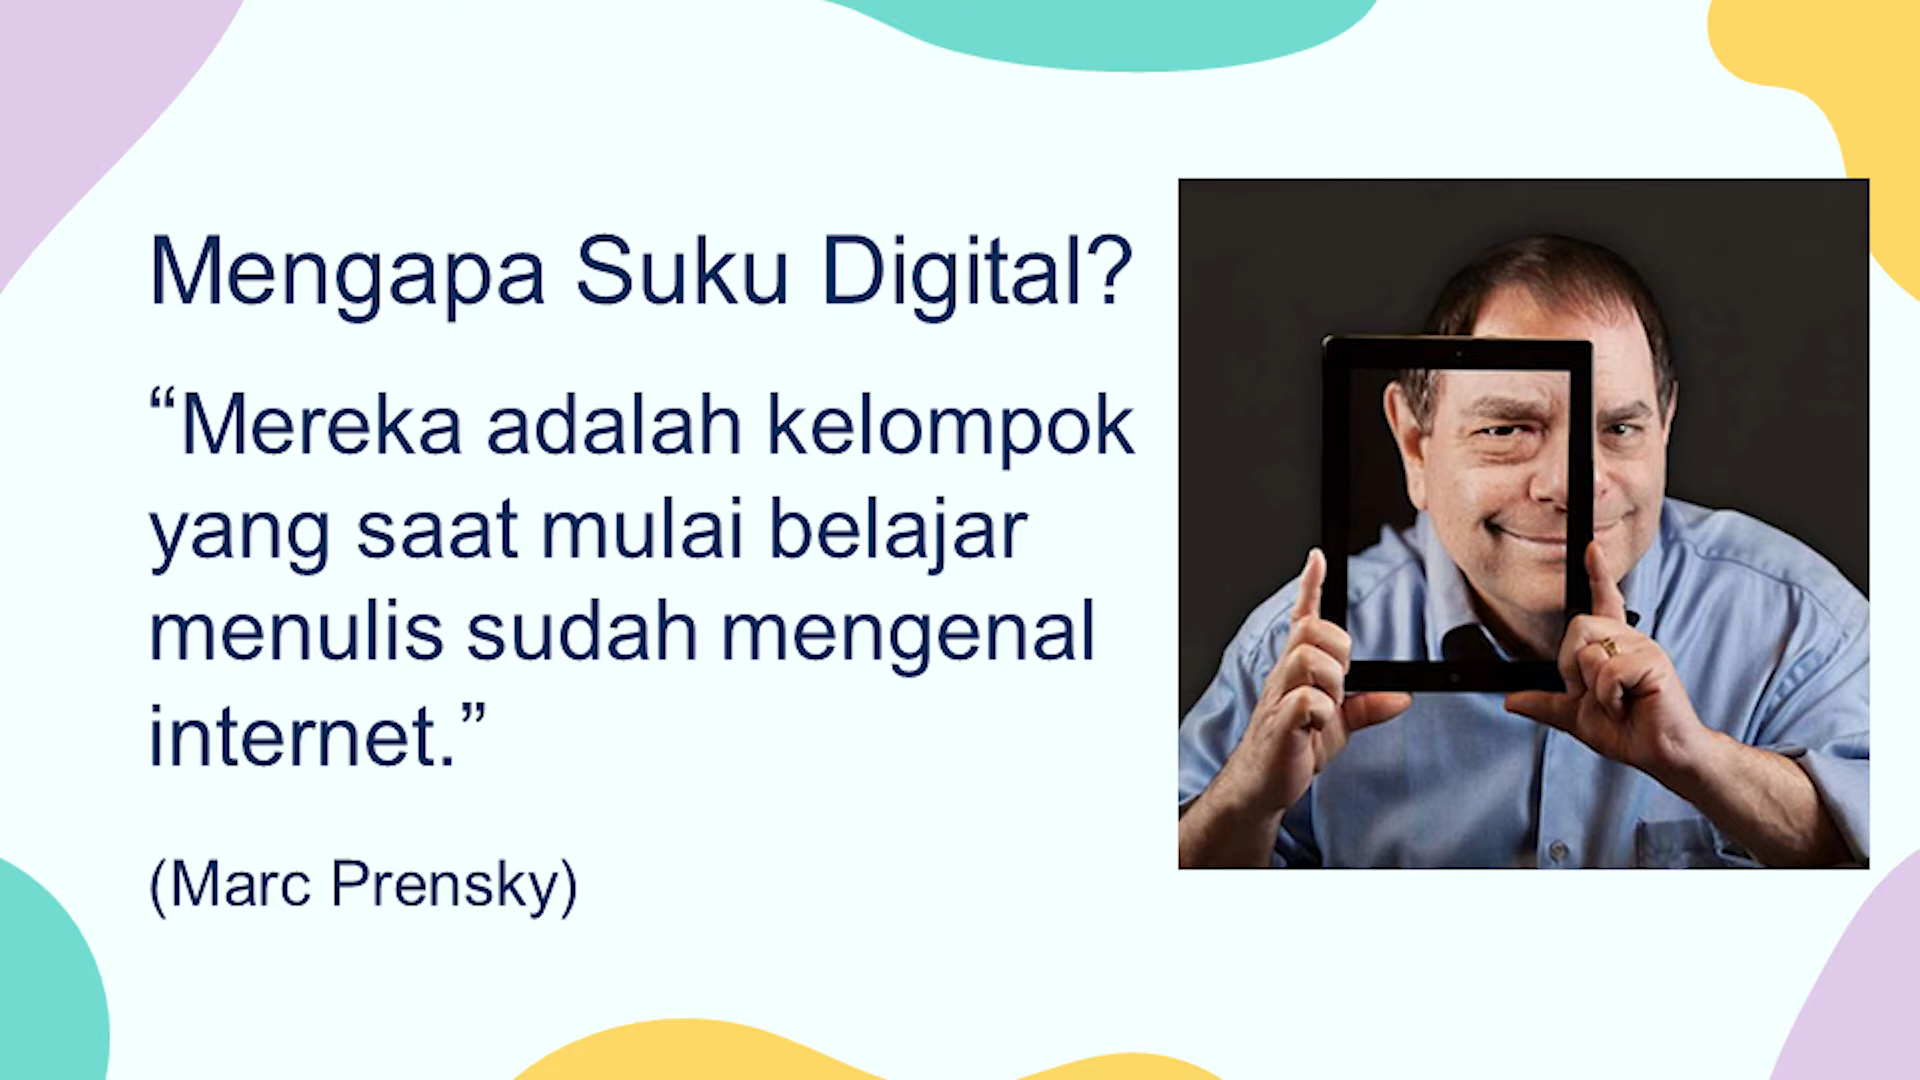 Mengapa Suku Digital?
“Mereka adalah kelompok
yang saat mulai belajar
menulis sudah mengenal
internet.”
(Marc Prensky)